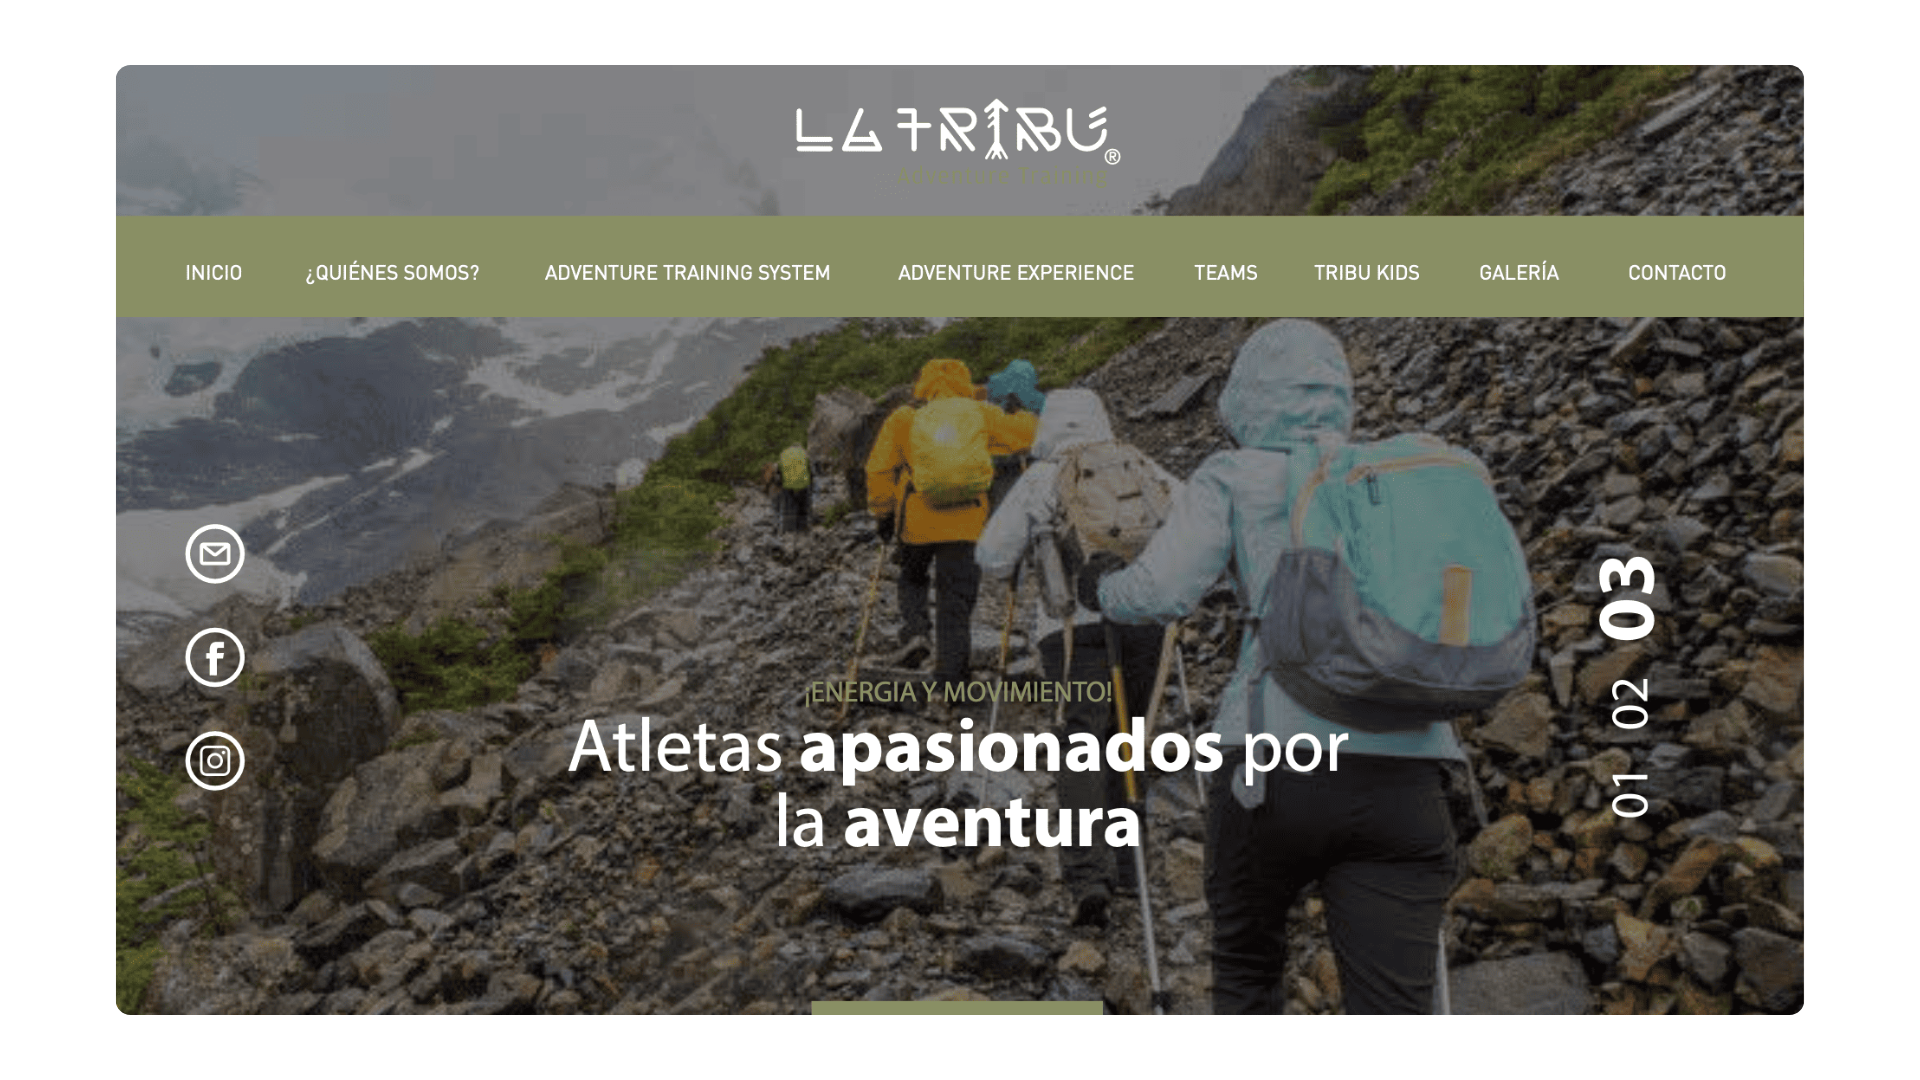 LA TRIBU®
Adventure Training
INICIO ¿QUIÉNES SOMOS? ADVENTURE TRAINING SYSTEM ADVENTURE EXPERIENCE TEAMS TRIBU KIDS GALERÍA CONTACTO
¡ENERGIA Y MOVIMIENTO!
Atletas apasionados por
la aventura
01 02 03